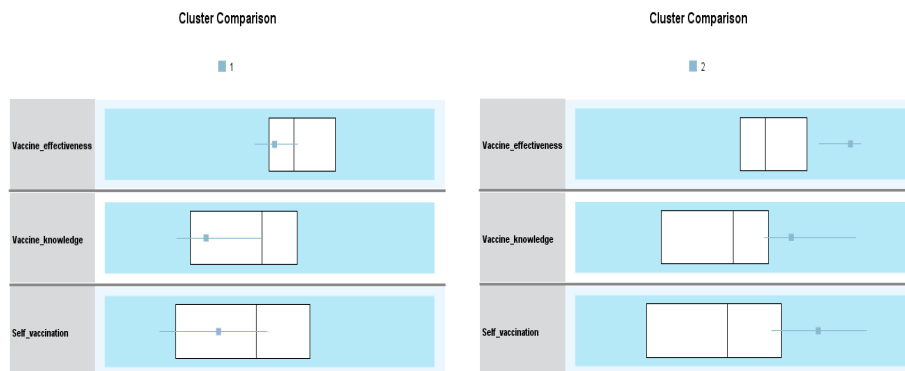 Cluster Comparison
1
Vaccine_effectiveness
Vaccine_knowledge
Self_vaccination
Cluster Comparison
2
Vaccine_effectiveness
Vaccine_knowledge
Self_vaccination